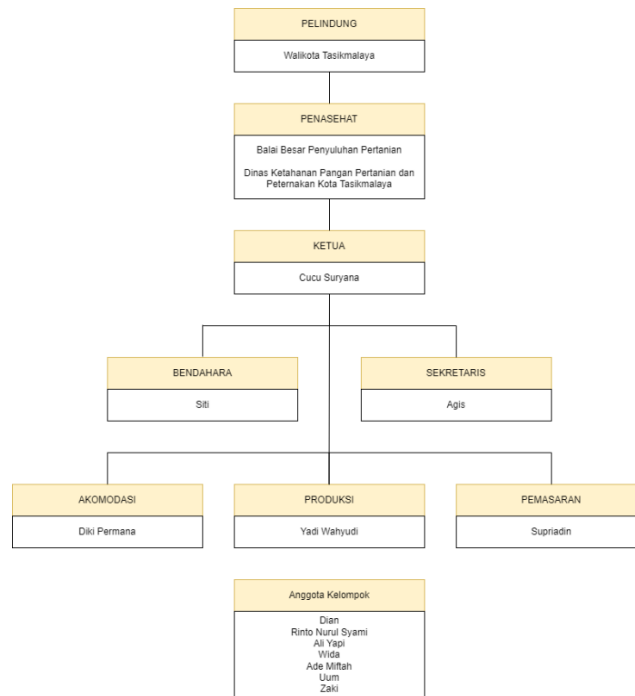 PELINDUNG
Walikota Tasikmalaya
PENASEHAT
Balai Besar Penyuluhan Pertanian
Dinas Ketahanan Pangan Pertanian dan
Peternakan Kota Tasikmalaya
KETUA
Cucu Suryana
BENDAHARA
Siti
SEKRETARIS
Agis
AKOMODASI
Diki Permana
PRODUKSI
Yadi Wahyudi
PEMASARAN
Supriadin
Anggota Kelompok
Dian
Rinto Nurul Syami
Ali Yapi
Wida
Ade Miftah
Uum
Zaki